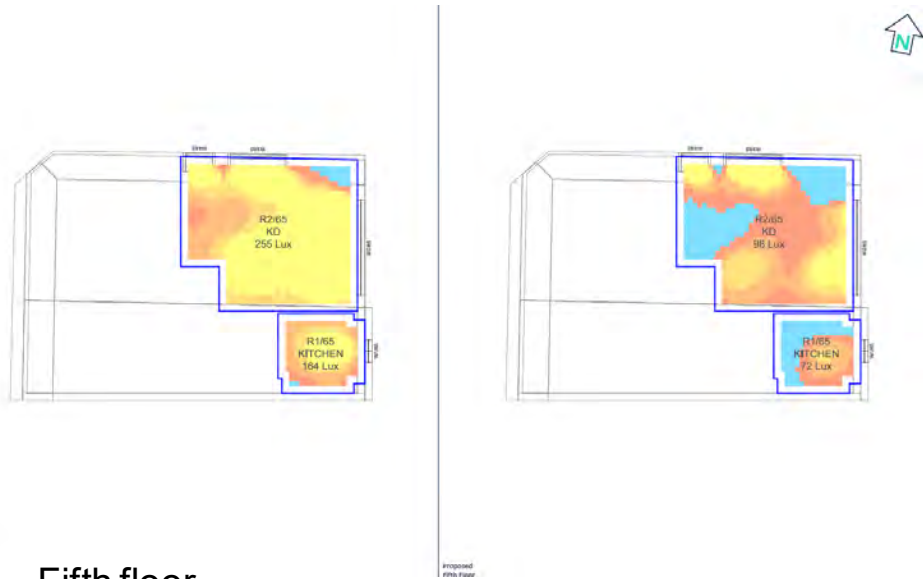 N
R2/65
KD
255 Lux
R1/65
KITCHEN
164 Lux
R2/65
KD
96 Lux
R1/65
KITCHEN
72 Lux
Fifth floor
Proposed
Fifth Floor